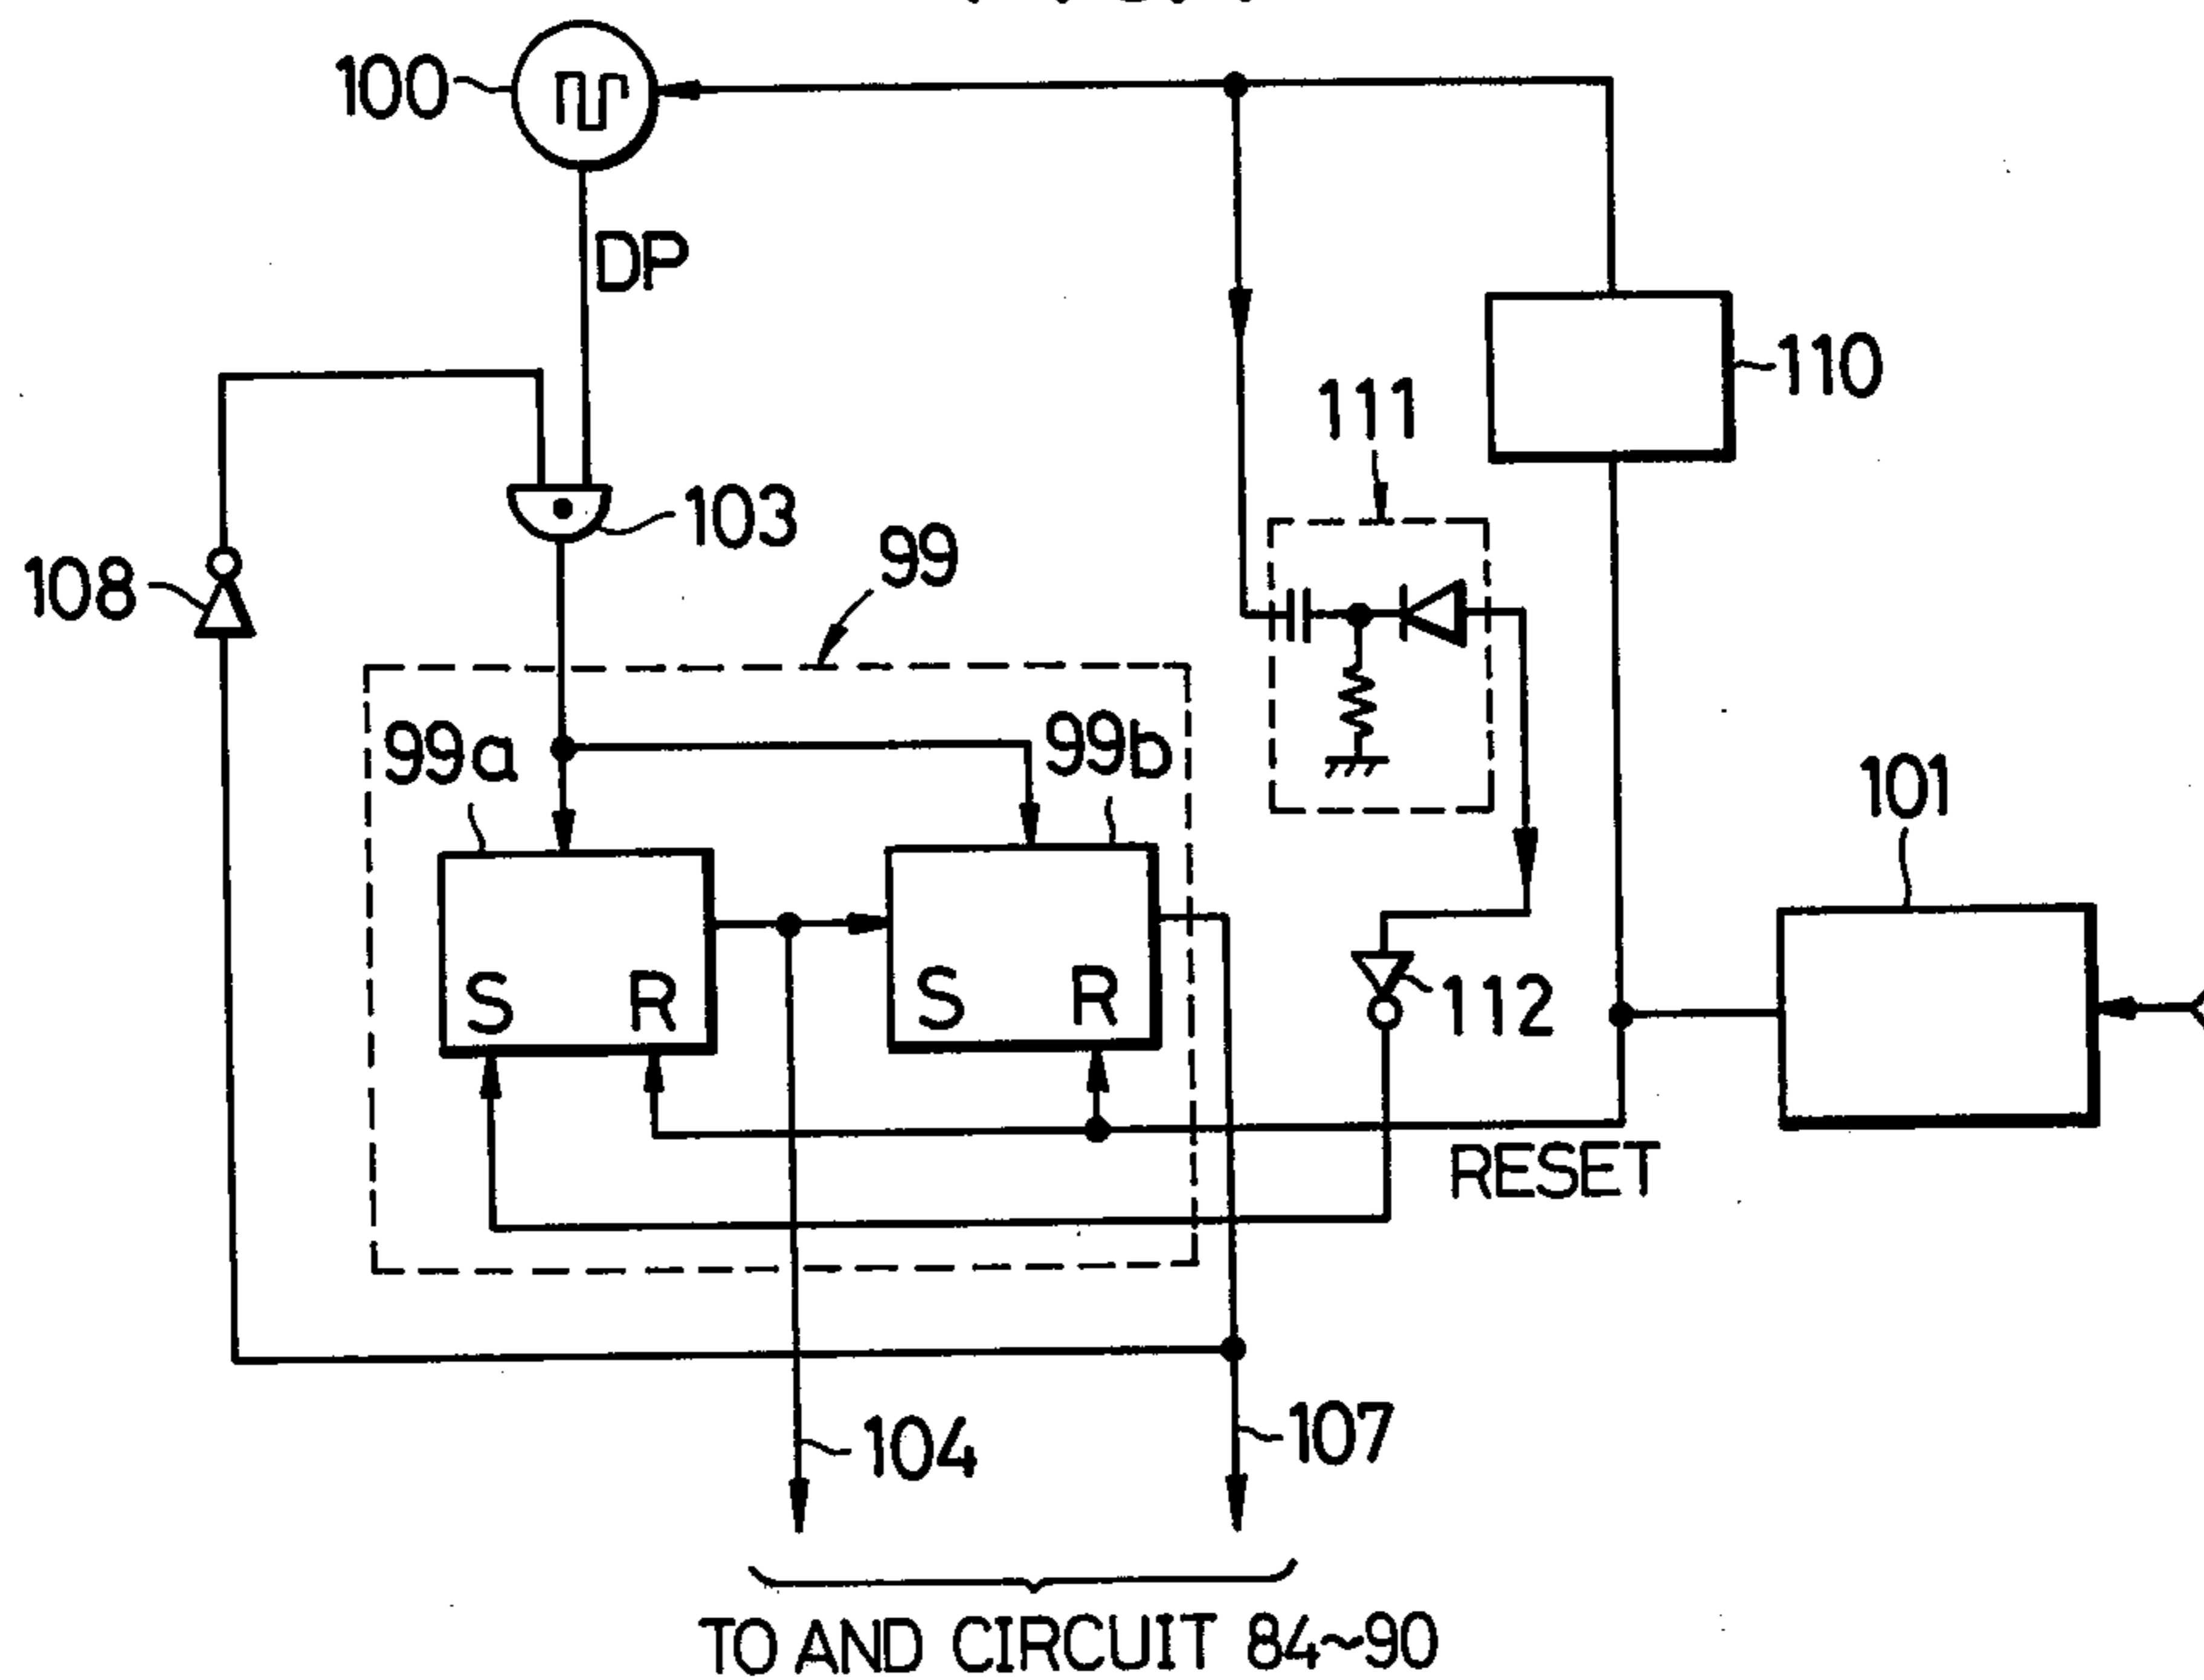 100
DP
110
111
103
99
108
99a
99b
101
S R
S R
112
RESET
104
107
TO AND CIRCUIT 84~90